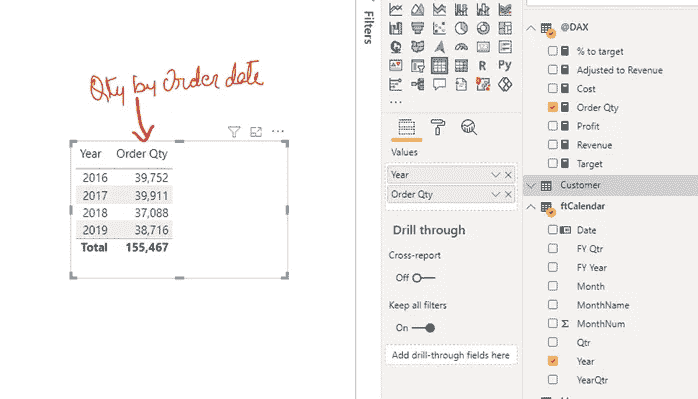 Qty by Order date
Year Order Qty
2016 39,752
2017 39,911
2018 37,088
2019 38,716
Total 155,467
Filters
R Py
Values
Year
Order Qty
Drill through
Cross-report
Off
Keep all filters
On
Add drill-through fields here
@DAX
% to target
Adjusted to Revenue
Cost
Order Qty
Profit
Revenue
Target
Customer
ftCalendar
Date
FY Qtr
FY Year
Month
MonthName
MonthNum
Qtr
Year
YearQtr